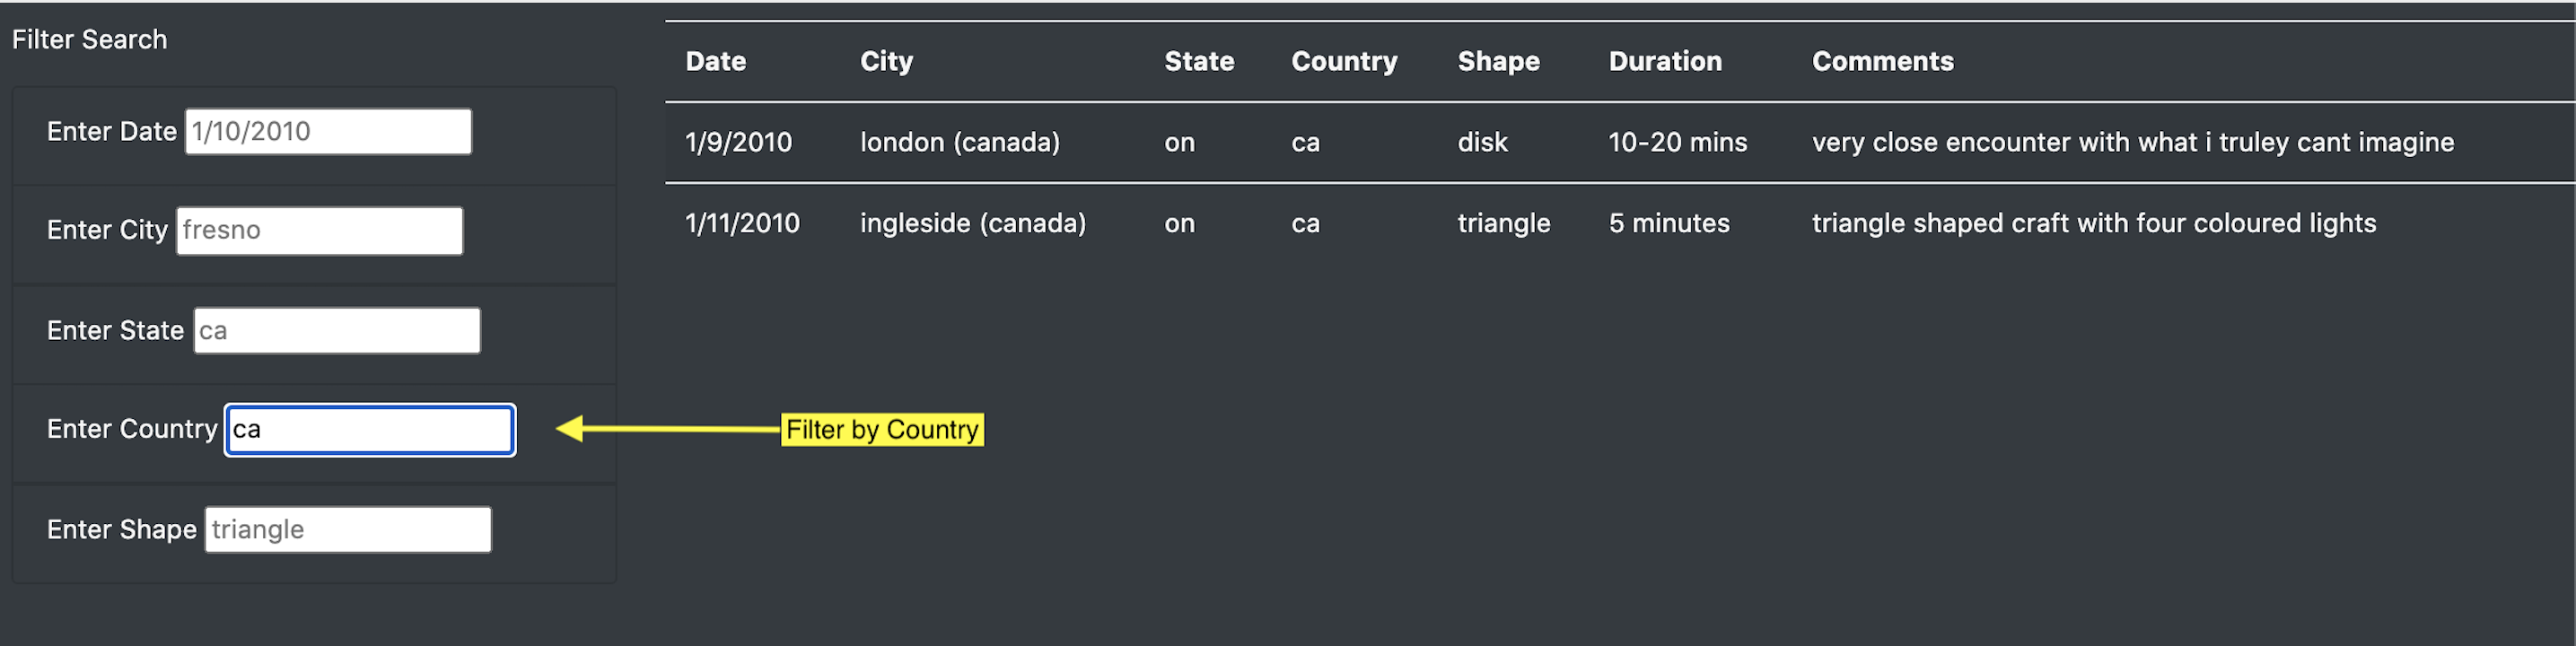 Filter Search
Enter Date 1/10/2010
Enter City fresno
Enter State ca
Enter Country ca
Enter Shape triangle
Filter by Country
Date City State Country Shape Duration Comments
1/9/2010 london (canada) on ca disk 10-20 mins very close encounter with what i truley cant imagine
1/11/2010 ingleside (canada) on ca triangle 5 minutes triangle shaped craft with four coloured lights